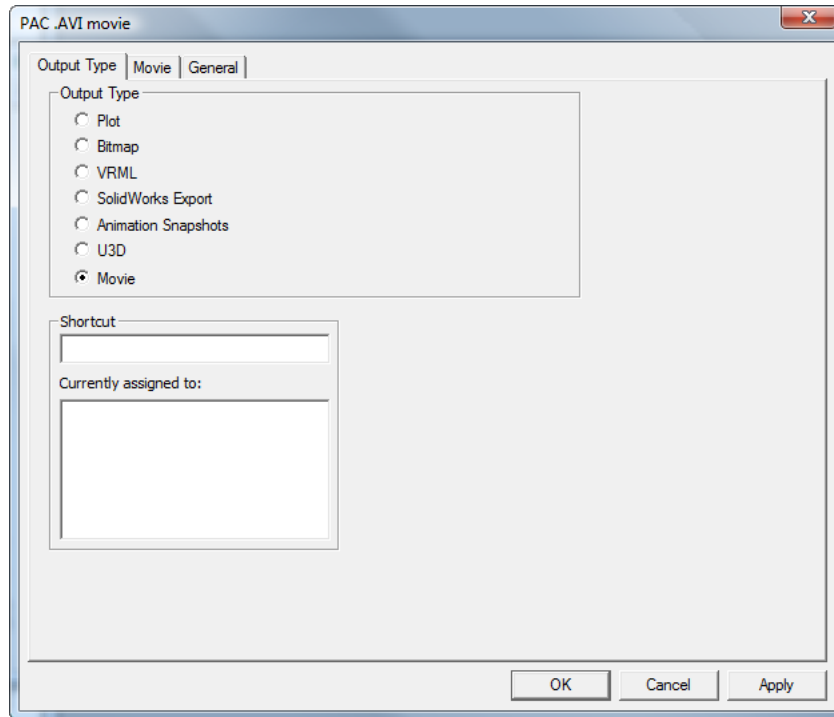 PAC .AVI movie
Output Type Movie General
Output Type
Plot
Bitmap
VRML
SolidWorks Export
Animation Snapshots
U3D
Movie
Shortcut
Currently assigned to:
OK Cancel Apply